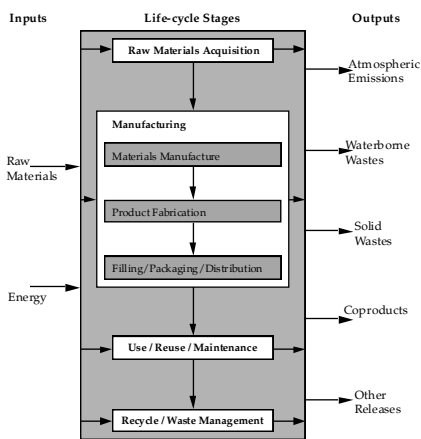 Inputs
Life-cycle Stages
Outputs
Raw Materials Acquisition
Atmospheric
Emissions
Manufacturing
Materials Manufacture
Waterborne
Wastes
Raw
Materials
Product Fabrication
Solid
Wastes
Filling/Packaging/Distribution
Energy
Coproducts
Use / Reuse / Maintenance
Other
Releases
Recycle / Waste Management